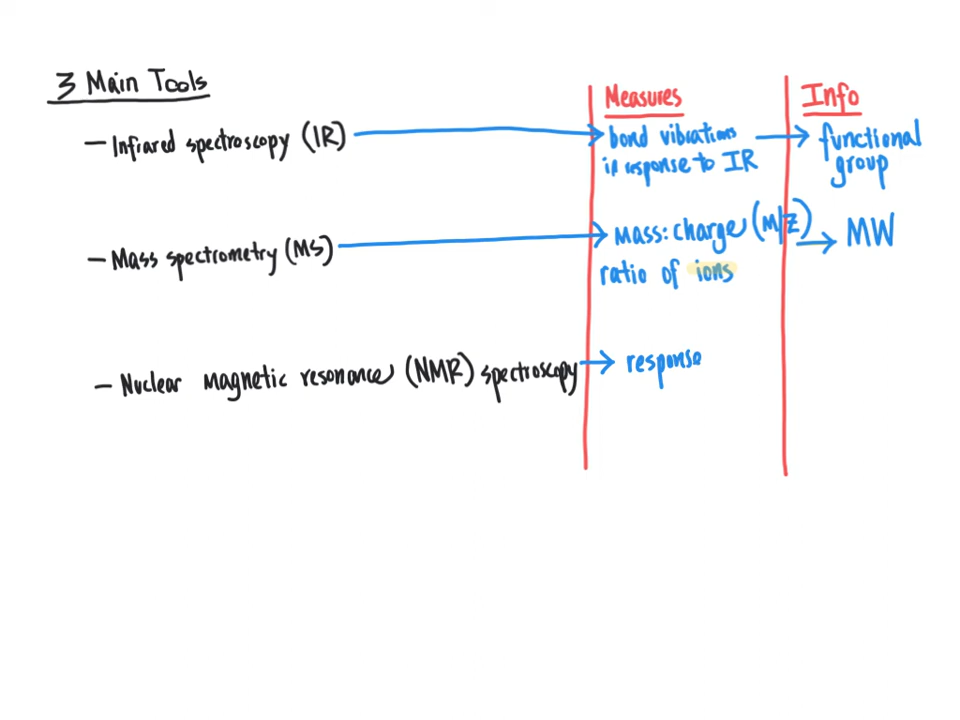 3 Main Tools
Measures
Info
— Infrared spectroscopy (IR)
bond vibrations
in response to IR
functional
group
— Mass spectrometry (MS)
Mass: charge (m/z)
ratio of ions
MW
— Nuclear magnetic resonance (NMR) spectroscopy
response